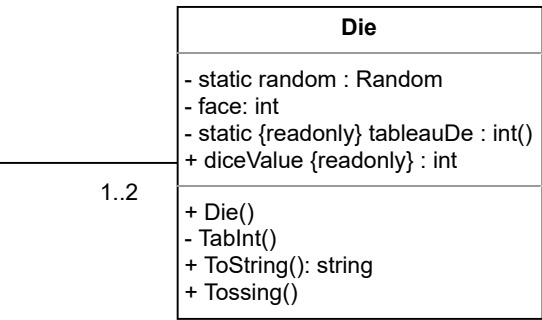 Die
- static random : Random
- face: int
- static {readonly} tableauDe : int()
+ diceValue {readonly} : int
1..2
+ Die()
- TabInt()
+ ToString(): string
+ Tossing()